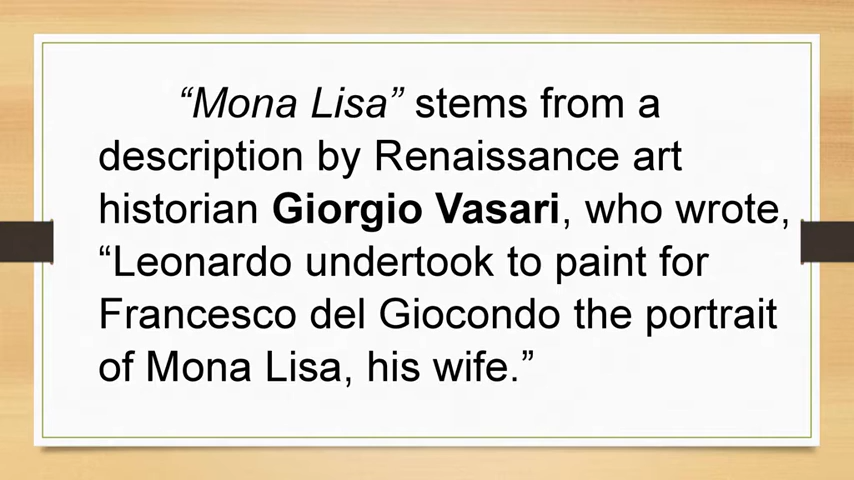 “Mona Lisa” stems from a
description by Renaissance art
historian Giorgio Vasari, who wrote,
“Leonardo undertook to paint for
Francesco del Giocondo the portrait
of Mona Lisa, his wife.”